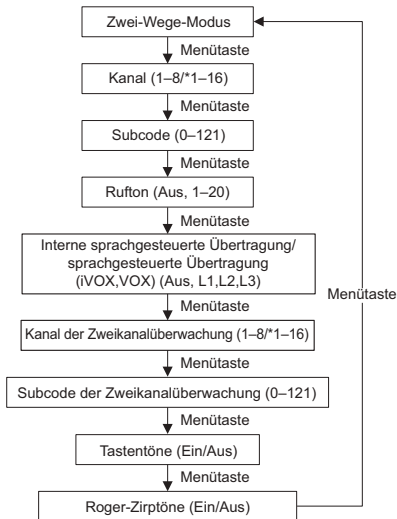 Zwei-Wege-Modus
Menütaste
Kanal (1–8/*1–16)
Menütaste
Subcode (0–121)
Menütaste
Rufton (Aus, 1–20)
Menütaste
Interne sprachgesteuerte Übertragung/
sprachgesteuerte Übertragung
(iVOX,VOX) (Aus, L1,L2,L3)
Menütaste
Menütaste
Kanal der Zweikanalüberwachung (1–8/*1–16)
Menütaste
Subcode der Zweikanalüberwachung (0–121)
Menütaste
Tastentöne (Ein/Aus)
Menütaste
Roger-Zirptöne (Ein/Aus)